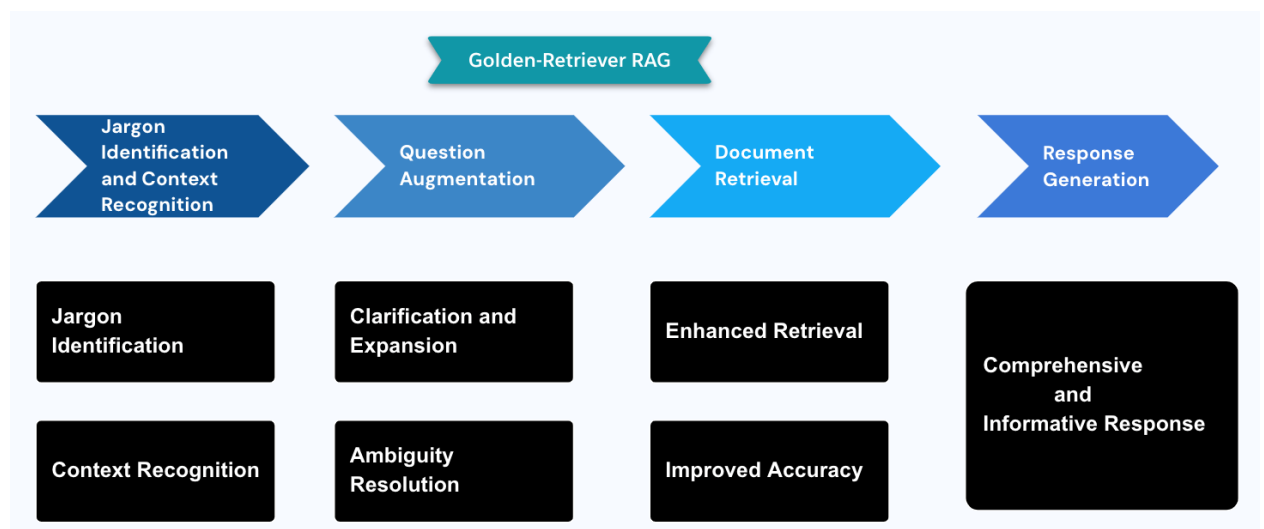 Golden-Retriever RAG
Jargon
Identification
and Context
Recognition
Question
Augmentation
Document
Retrieval
Response
Generation
Jargon
Identification
Clarification and
Expansion
Enhanced Retrieval
Comprehensive
and
Informative Response
Context Recognition
Ambiguity
Resolution
Improved Accuracy